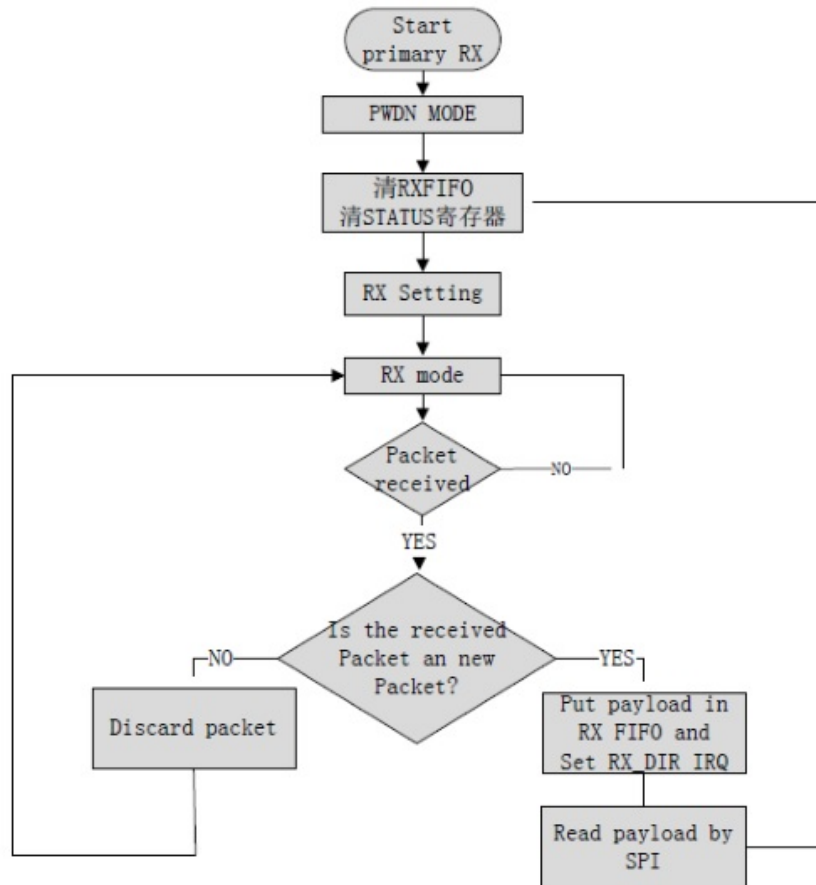 Start
primary RX
PWDN MODE
清RXFIFO
清STATUS寄存器
RX Setting
RX mode
Packet
received
NO
YES
Is the received
Packet an new
Packet?
NO
YES
Discard packet
Put payload in
RX FIFO and
Set RX_DIR IRQ
Read payload by
SPI